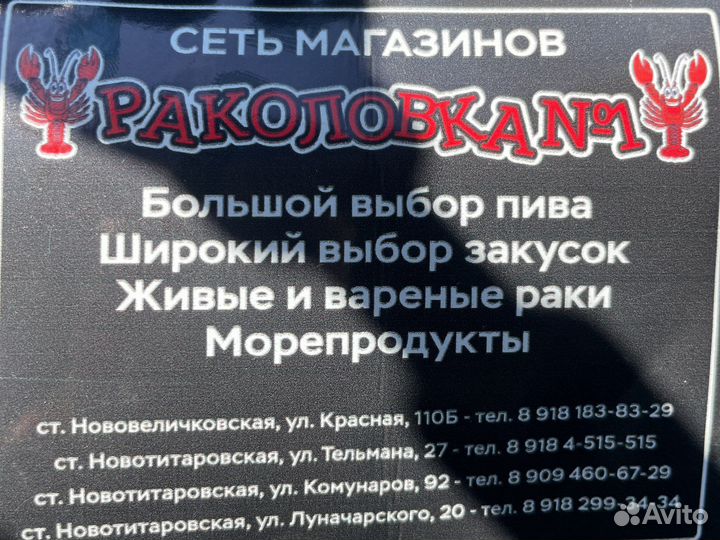 СЕТЬ МАГАЗИНОВ
РАКОЛОВКА №1
Большой выбор пива
Широкий выбор закусок
Живые и вареные раки
Морепродукты
ст. Нововеличковская, ул. Красная, 110Б - тел. 8 918 183-83-29
ст. Новотитаровская, ул. Тельмана, 27 - тел. 8 918 4-515-515
ст. Новотитаровская, ул. Комунаров, 92 - тел. 8 909 460-67-29
ст. Новотитаровская, ул. Луначарского, 20 - тел. 8 918 299-34-34
Avito